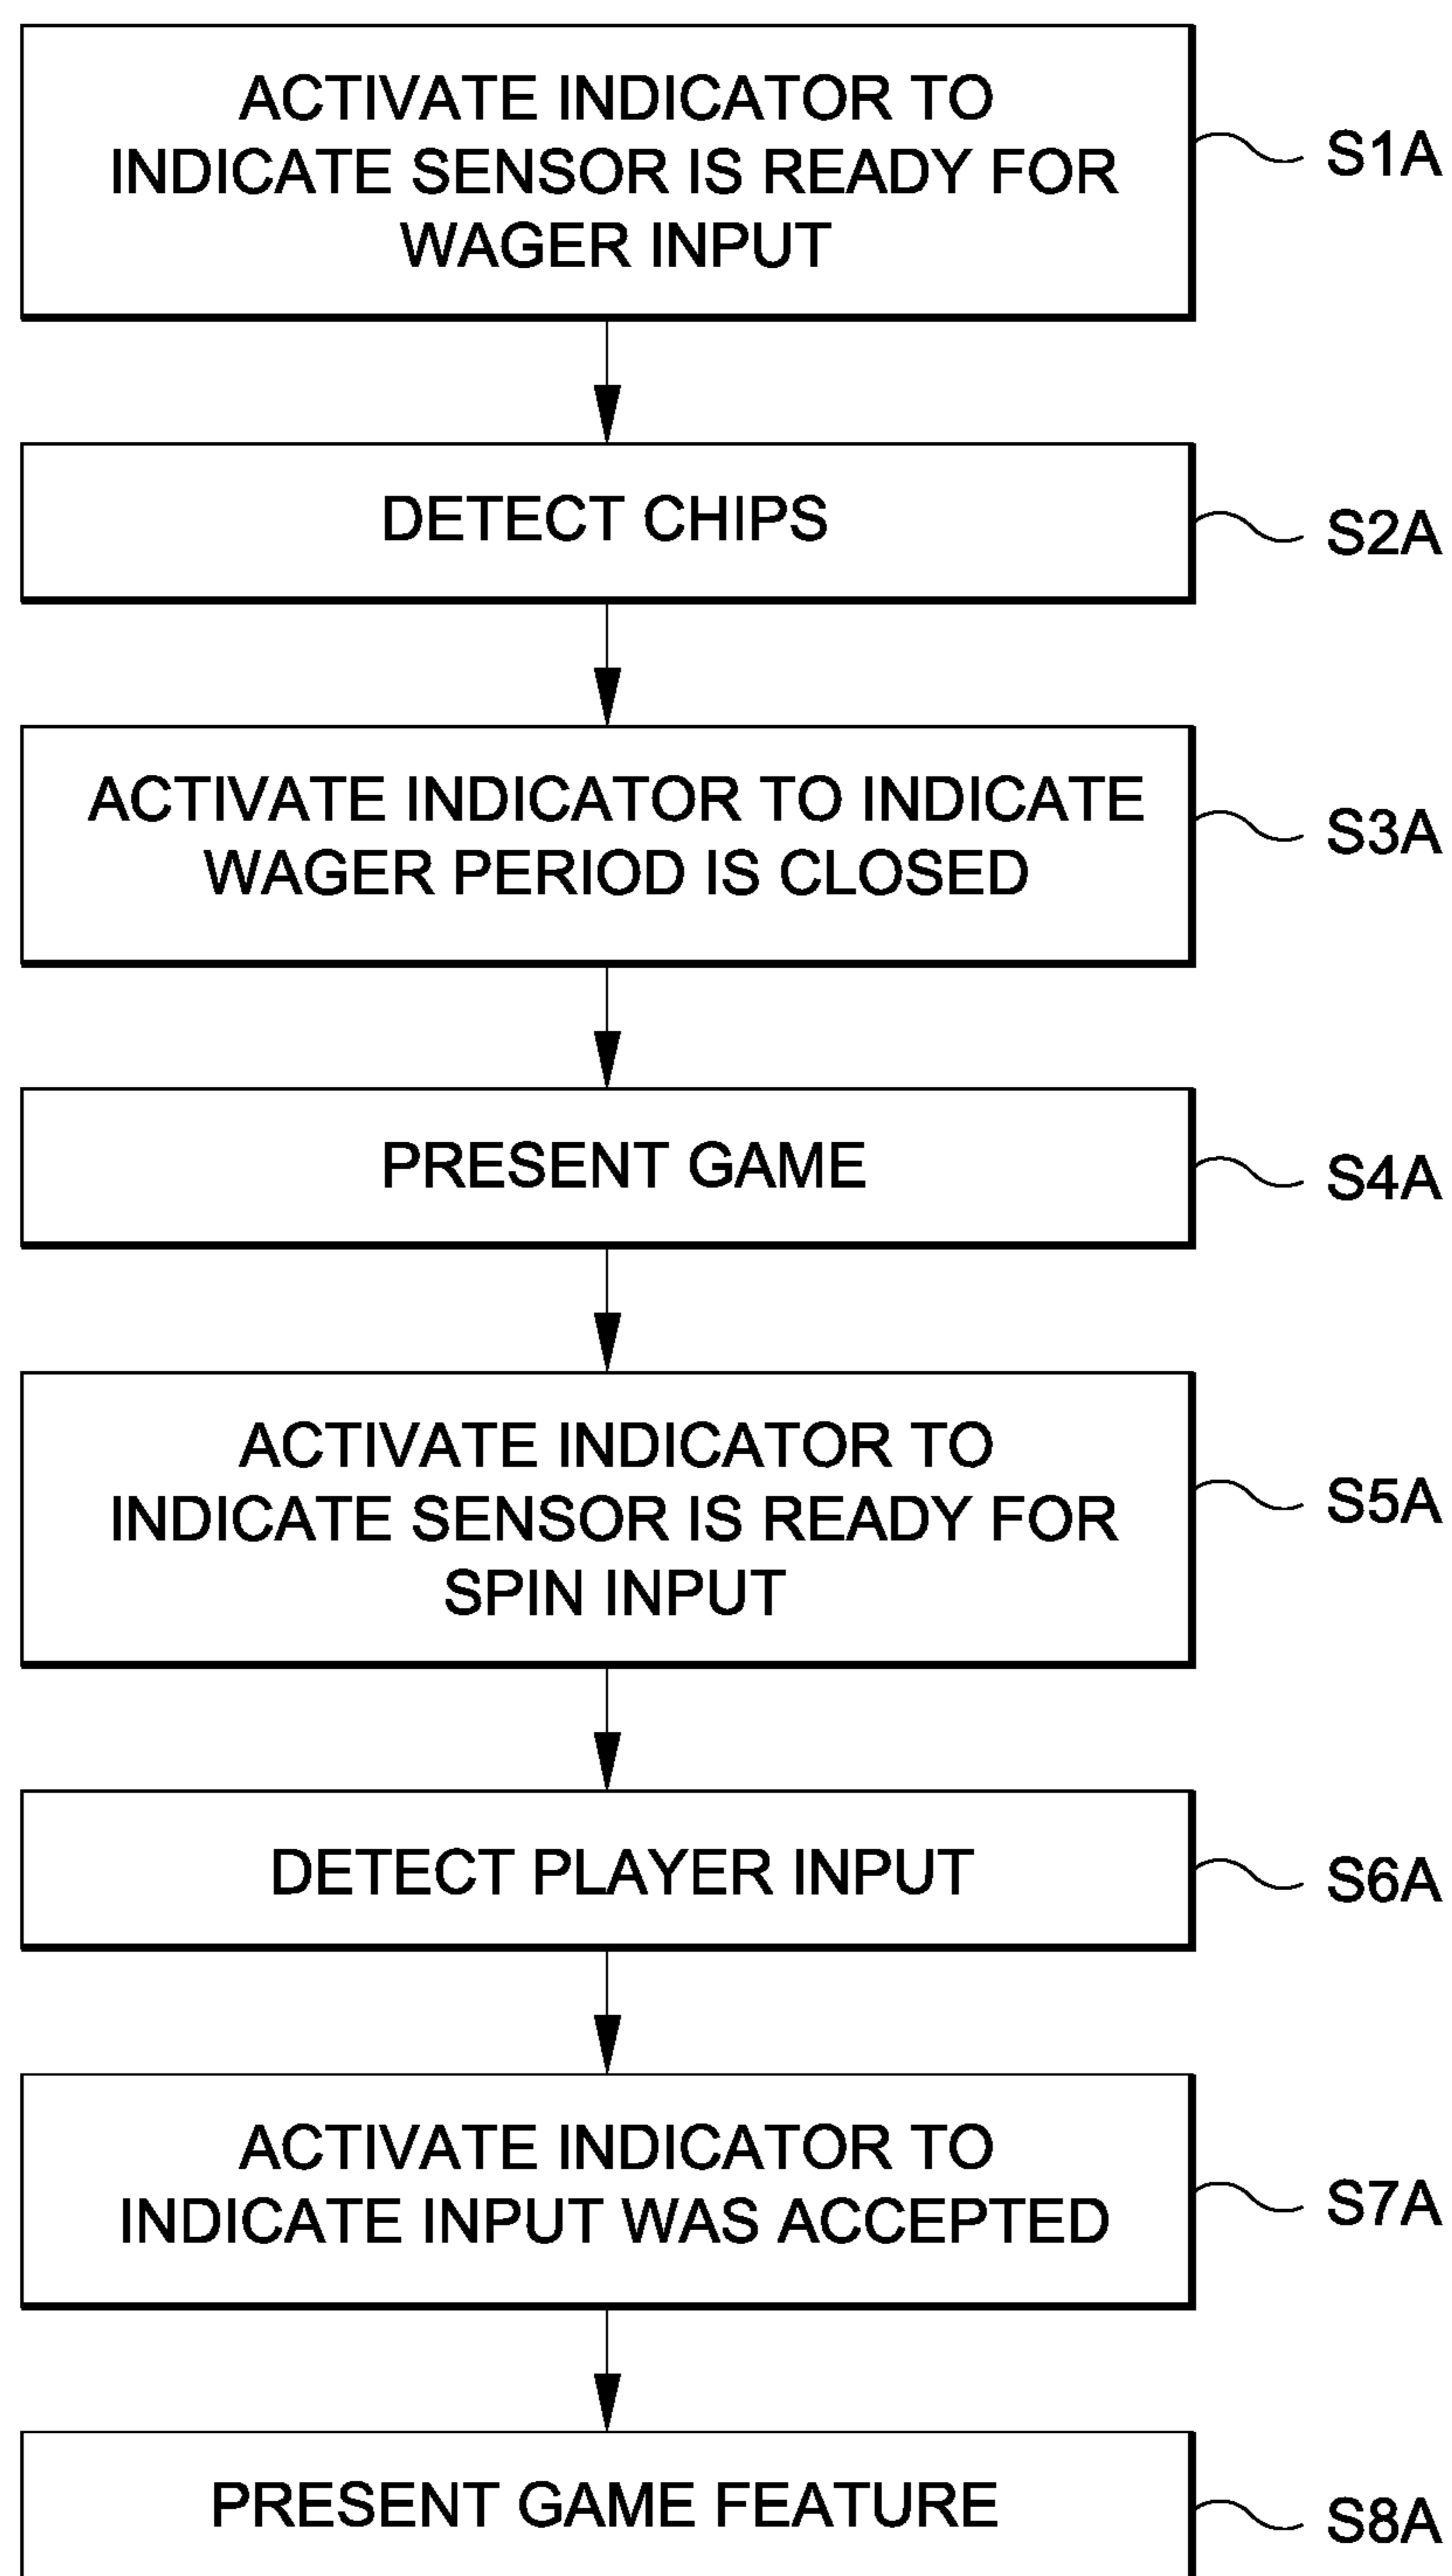 ACTIVATE INDICATOR TO
INDICATE SENSOR IS READY FOR
WAGER INPUT
S1A
DETECT CHIPS
S2A
ACTIVATE INDICATOR TO INDICATE
WAGER PERIOD IS CLOSED
S3A
PRESENT GAME
S4A
ACTIVATE INDICATOR TO
INDICATE SENSOR IS READY FOR
SPIN INPUT
S5A
DETECT PLAYER INPUT
S6A
ACTIVATE INDICATOR TO
INDICATE INPUT WAS ACCEPTED
S7A
PRESENT GAME FEATURE
S8A